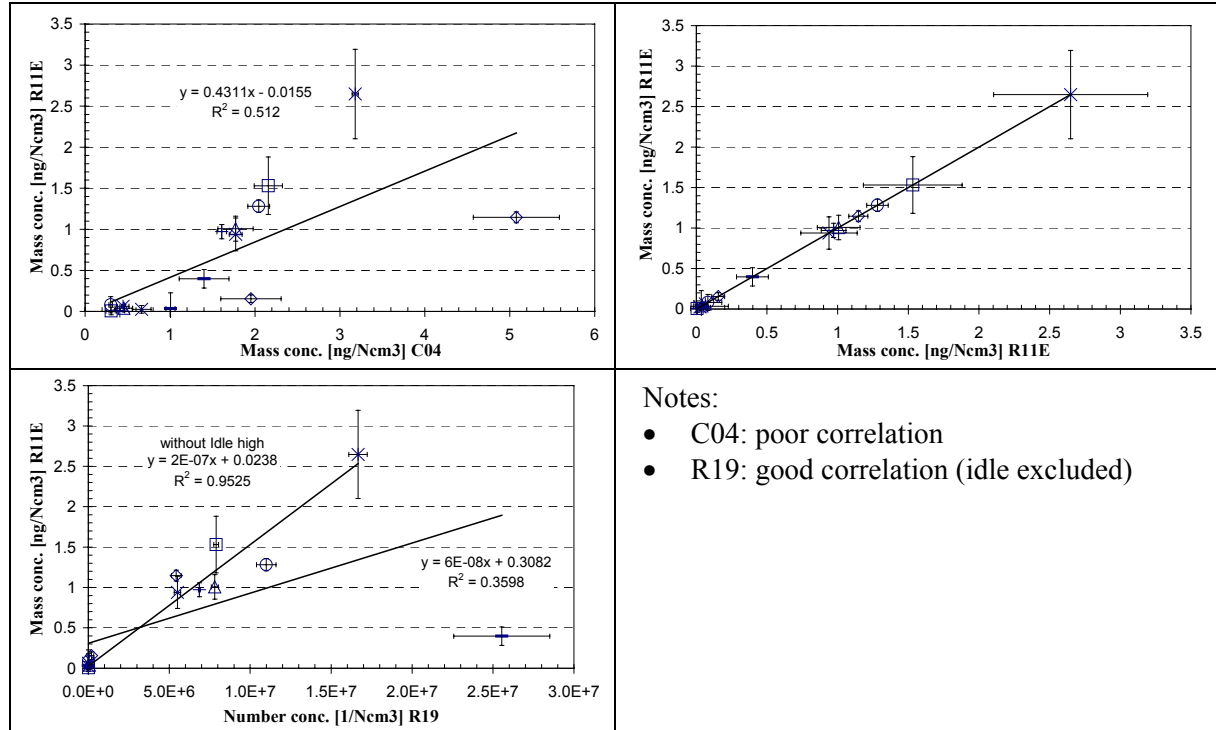 3.5
3
2.5
2
1.5
1
0.5
0
0 1 2 3 4 5 6
Mass conc. [ng/Ncm3] R11E
Mass conc. [ng/Ncm3] C04
y = 0.4311x - 0.0155
R² = 0.512
3.5
3
2.5
2
1.5
1
0.5
0
0 0.5 1 1.5 2 2.5 3 3.5
Mass conc. [ng/Ncm3] R11E
Mass conc. [ng/Ncm3] R11E
3.5
3
2.5
2
1.5
1
0.5
0
0.0E+0 5.0E+6 1.0E+7 1.5E+7 2.0E+7 2.5E+7 3.0E+7
Mass conc. [ng/Ncm3] R11E
Number conc. [1/Ncm3] R19
without Idle high
y = 2E-07x + 0.0238
R² = 0.9525
y = 6E-08x + 0.3082
R² = 0.3598
Notes:
• C04: poor correlation
• R19: good correlation (idle excluded)